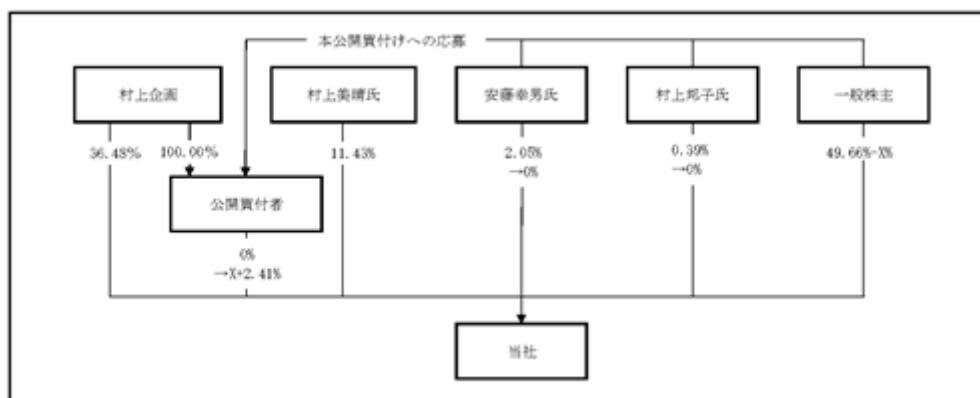 本公開買付けへの応募
村上企画
村上美晴氏
安藤幸男氏
村上邦子氏
一般株主
36.48%
100.00%
11.43%
2.05%
→0%
0.39%
→0%
49.66%-X%
公開買付者
0%
→X+2.41%
当社